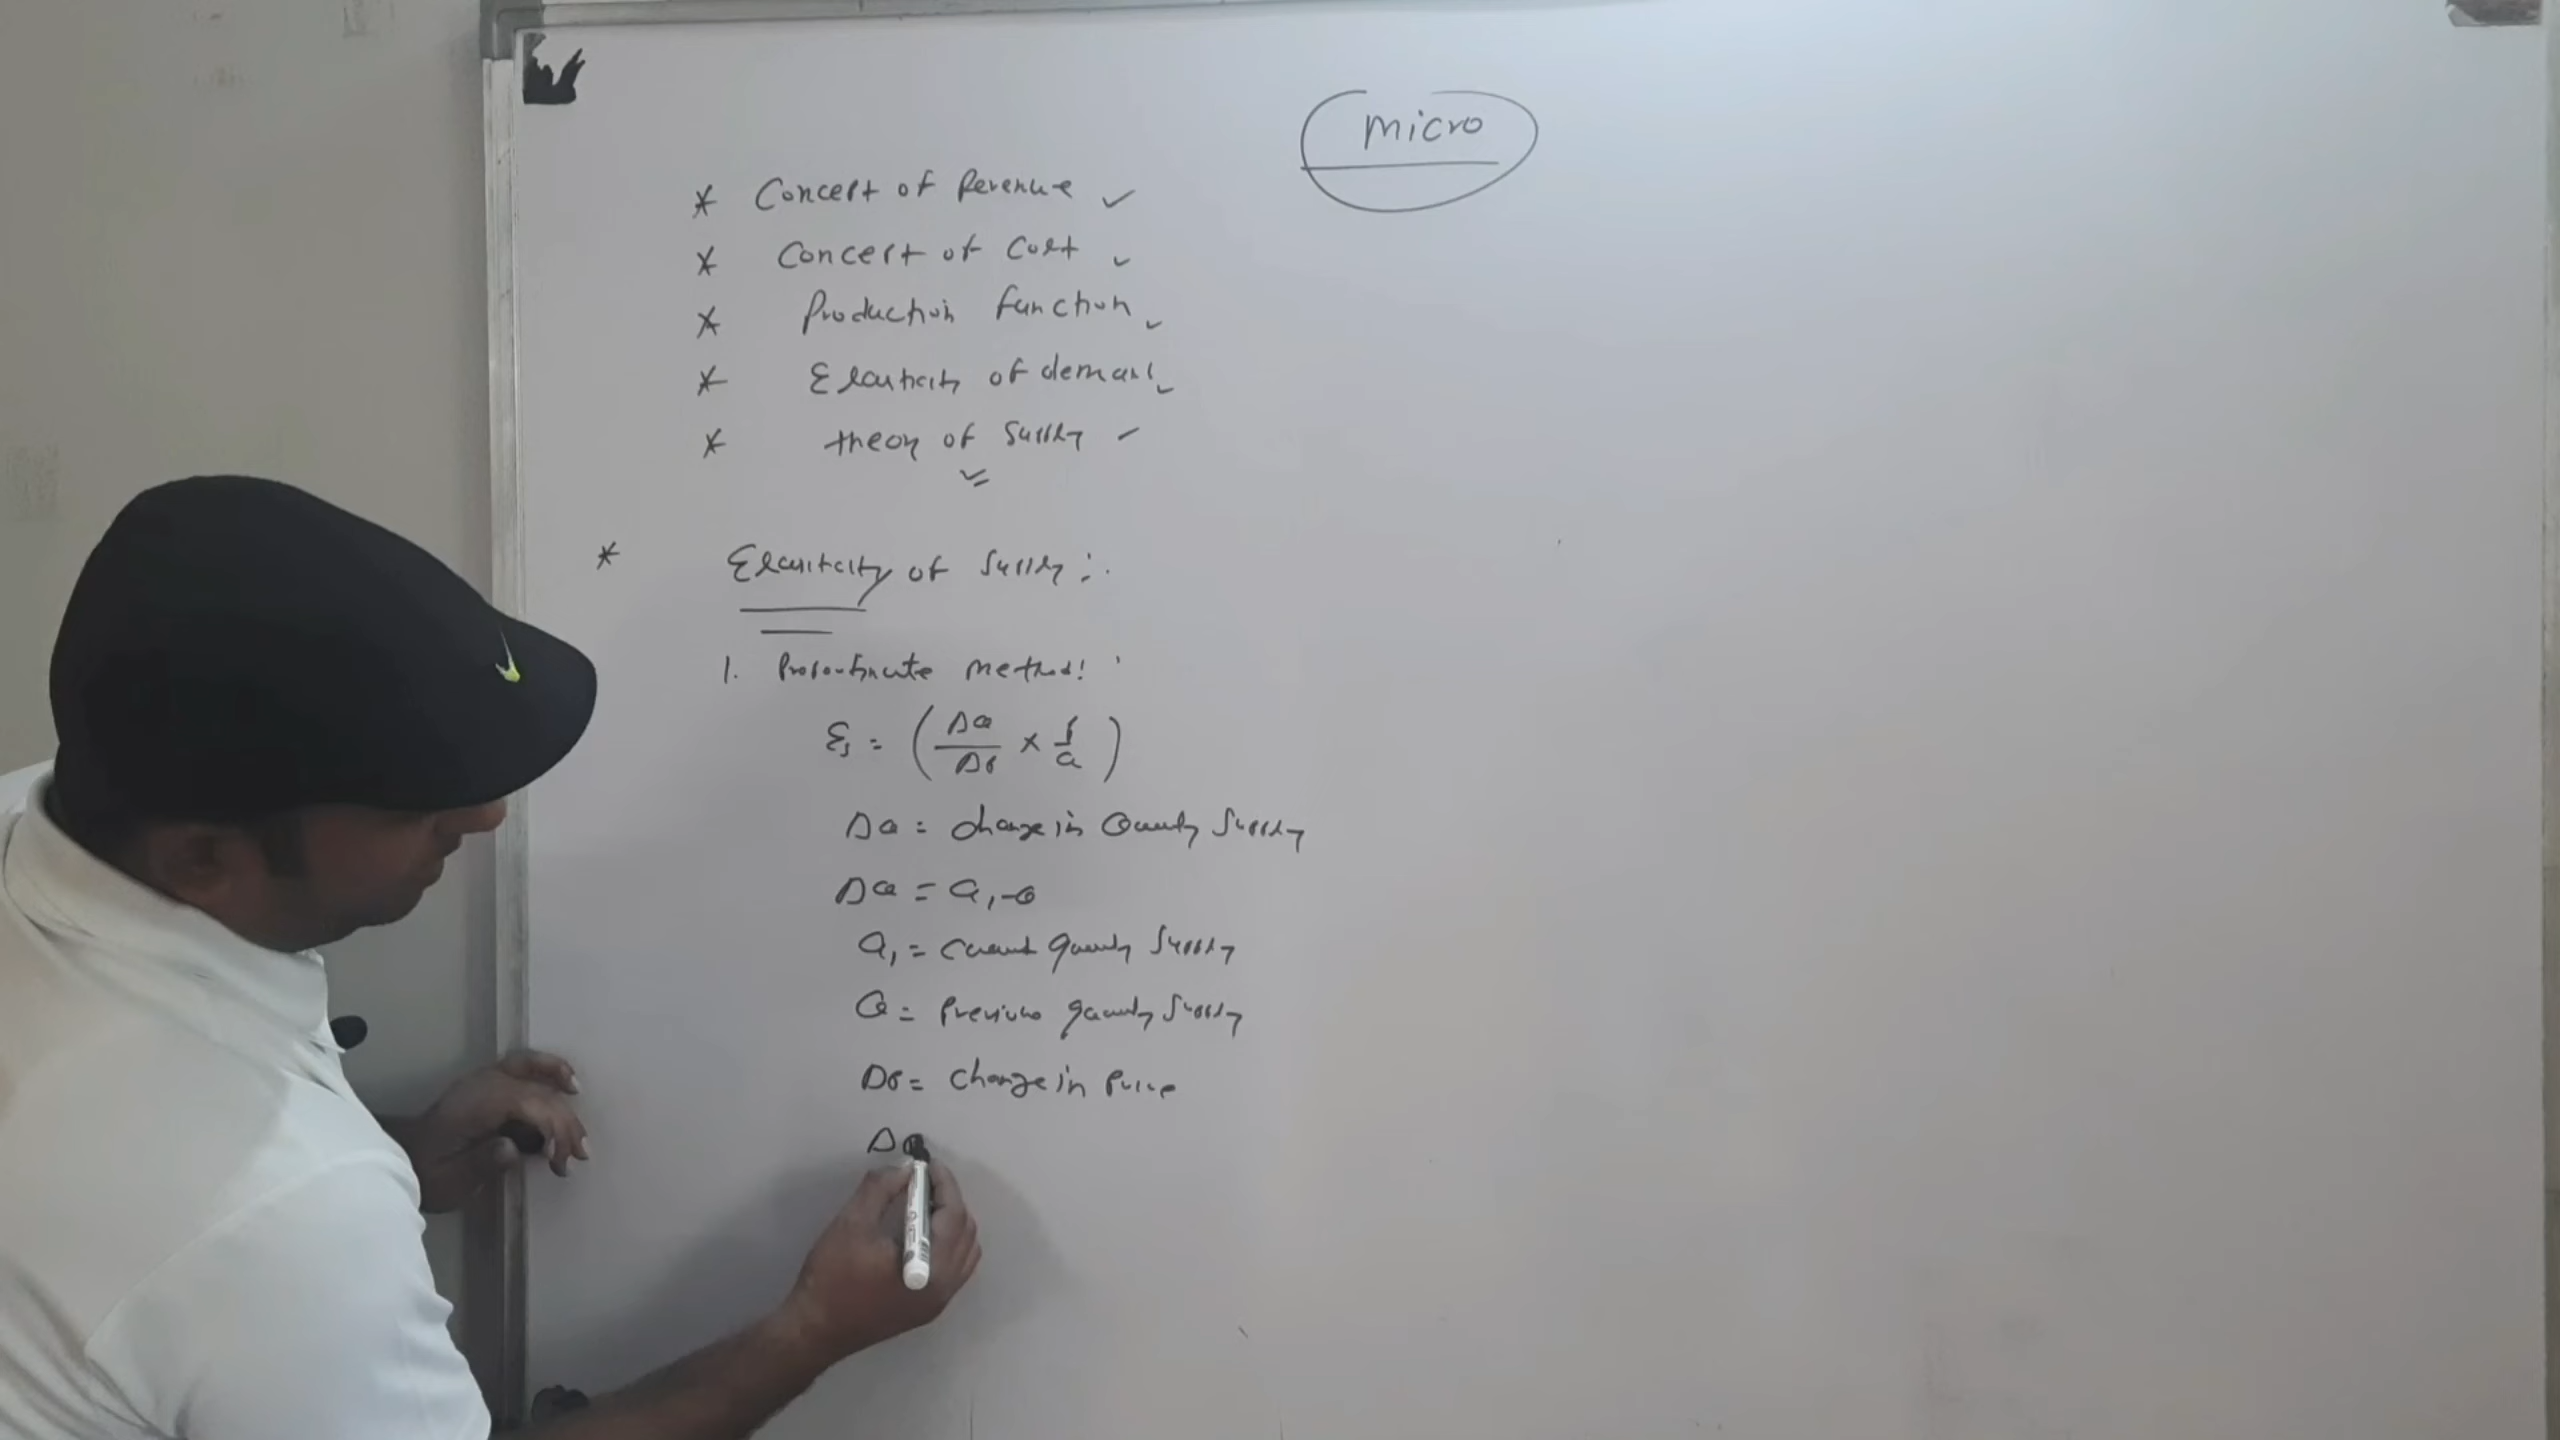 micro
* Concept of Revenue ✓
* Concept of Cost ✓
* Production function ✓
* Elasticity of demand ✓
* theory of Supply ✓
* Elasticity of Supply :-
1. Proportionate method :
Es = (ΔQ/ΔP × P/Q)
ΔQ = change in Quantity Supply
ΔQ = Q₁-Q
Q₁ = current quantity Supply
Q = Previous quantity Supply
ΔP = change in Price
ΔP